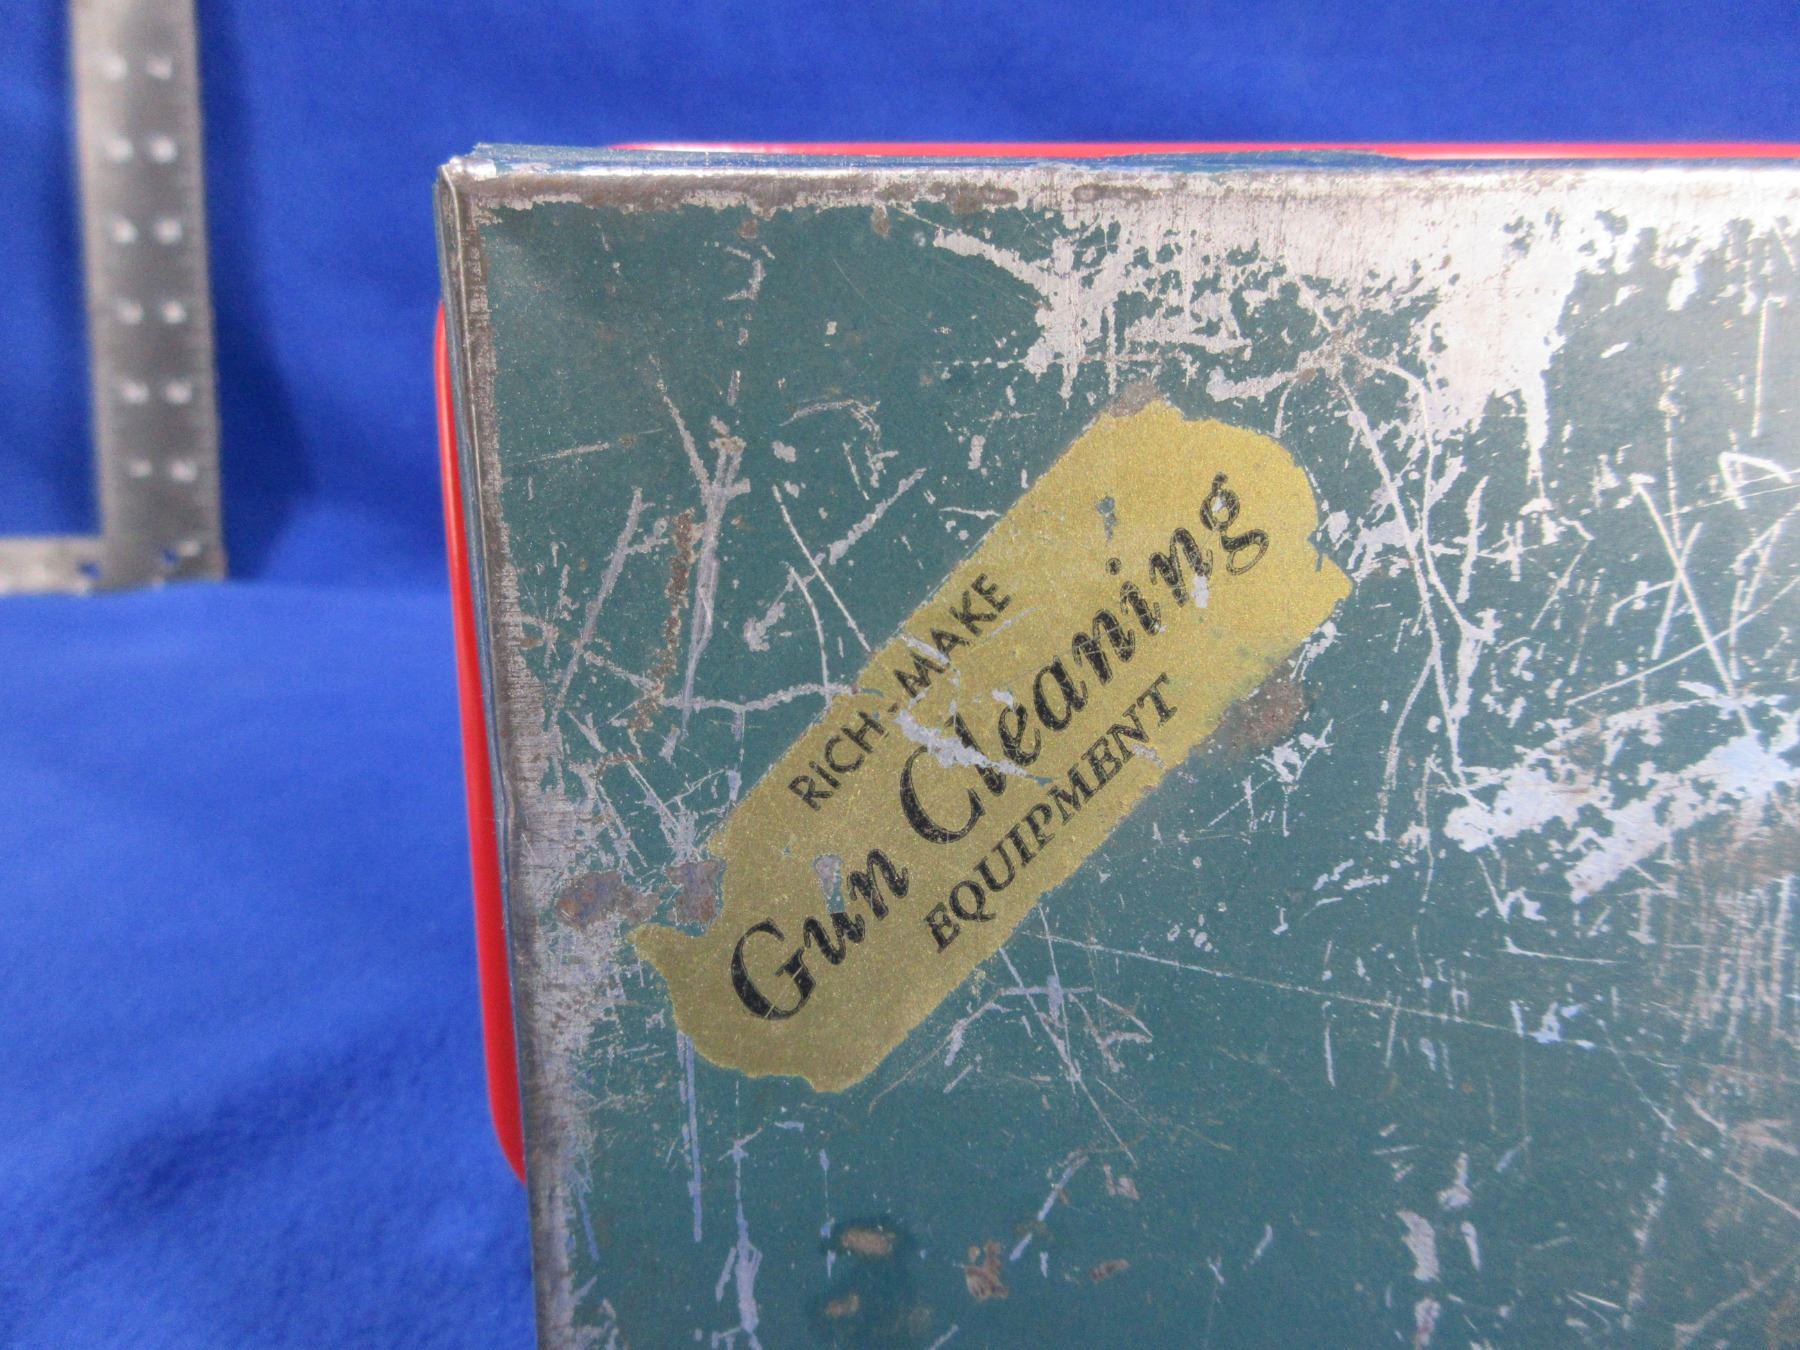 RICH-MAKE
Gun Cleaning
EQUIPMENT